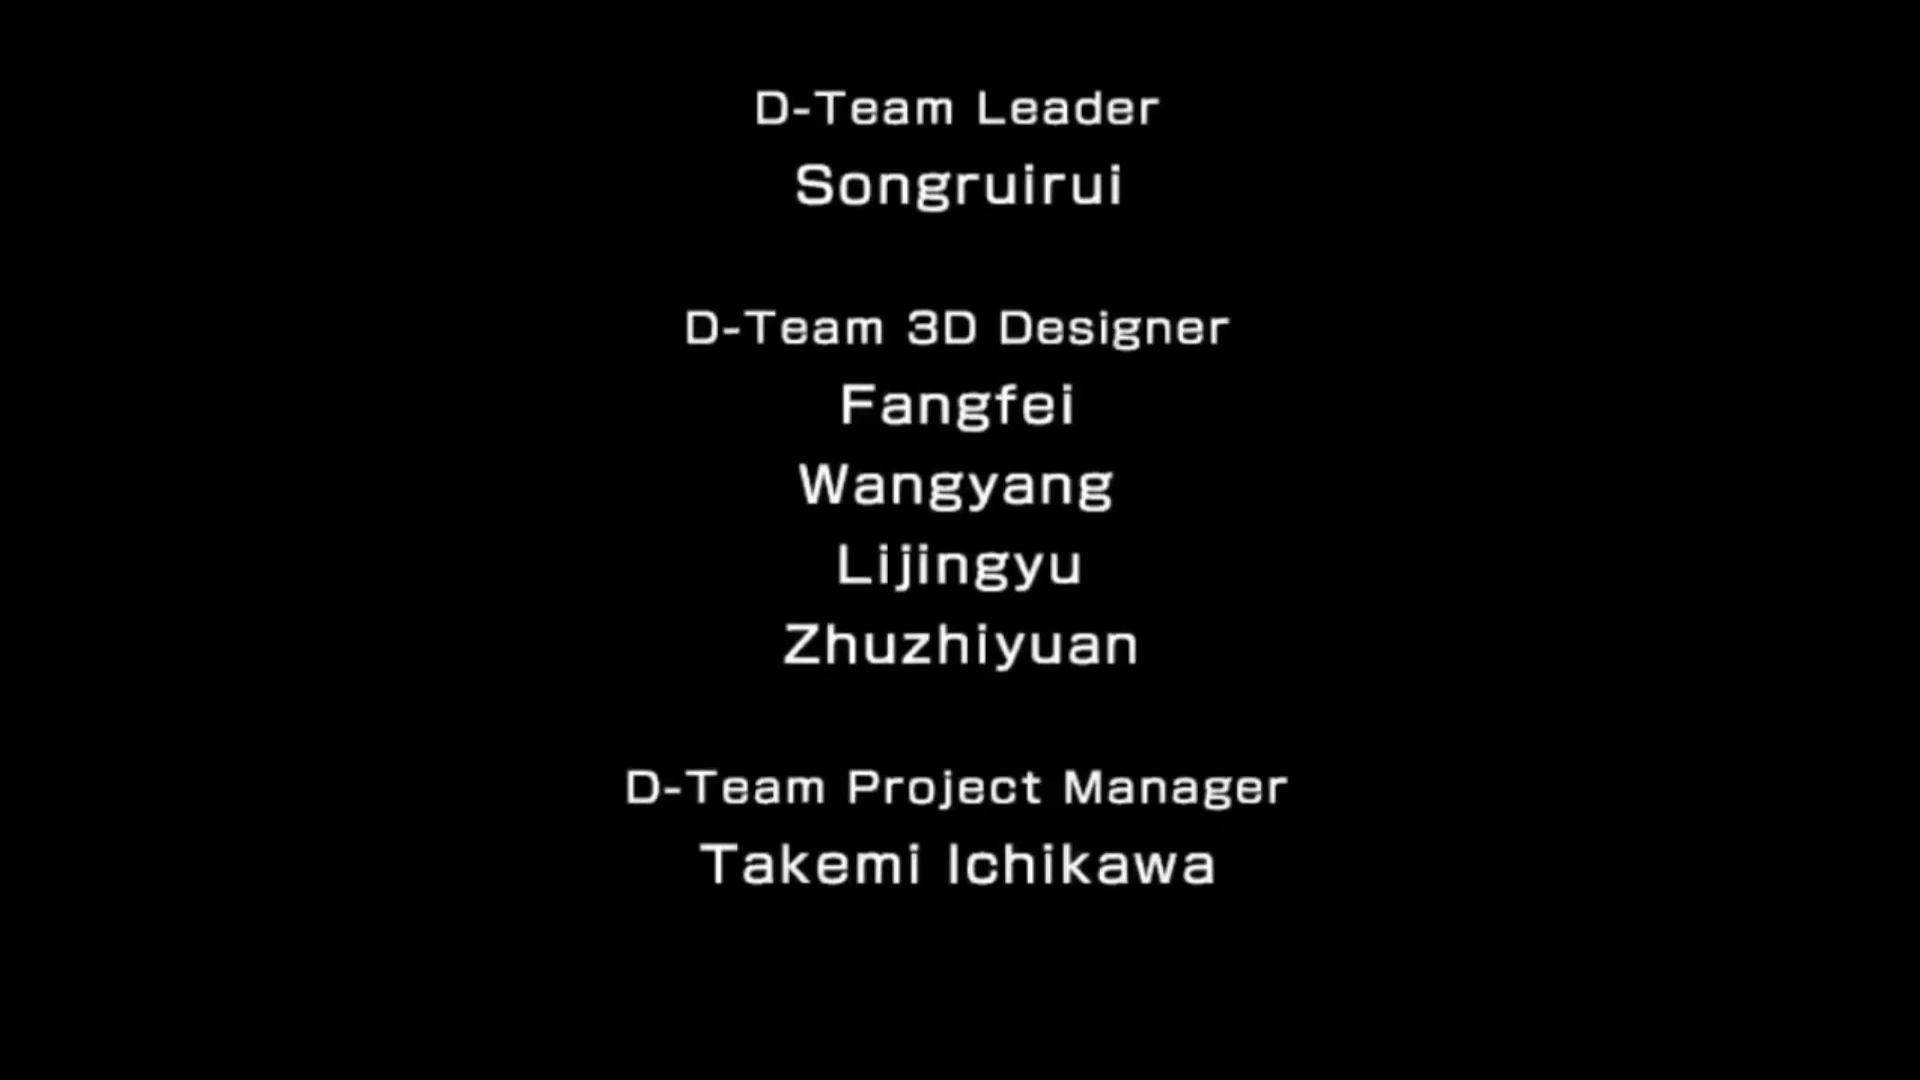 D-Team Leader
Songruirui
D-Team 3D Designer
Fangfei
Wangyang
Lijingyu
Zhuzhiyuan
D-Team Project Manager
Takemi Ichikawa